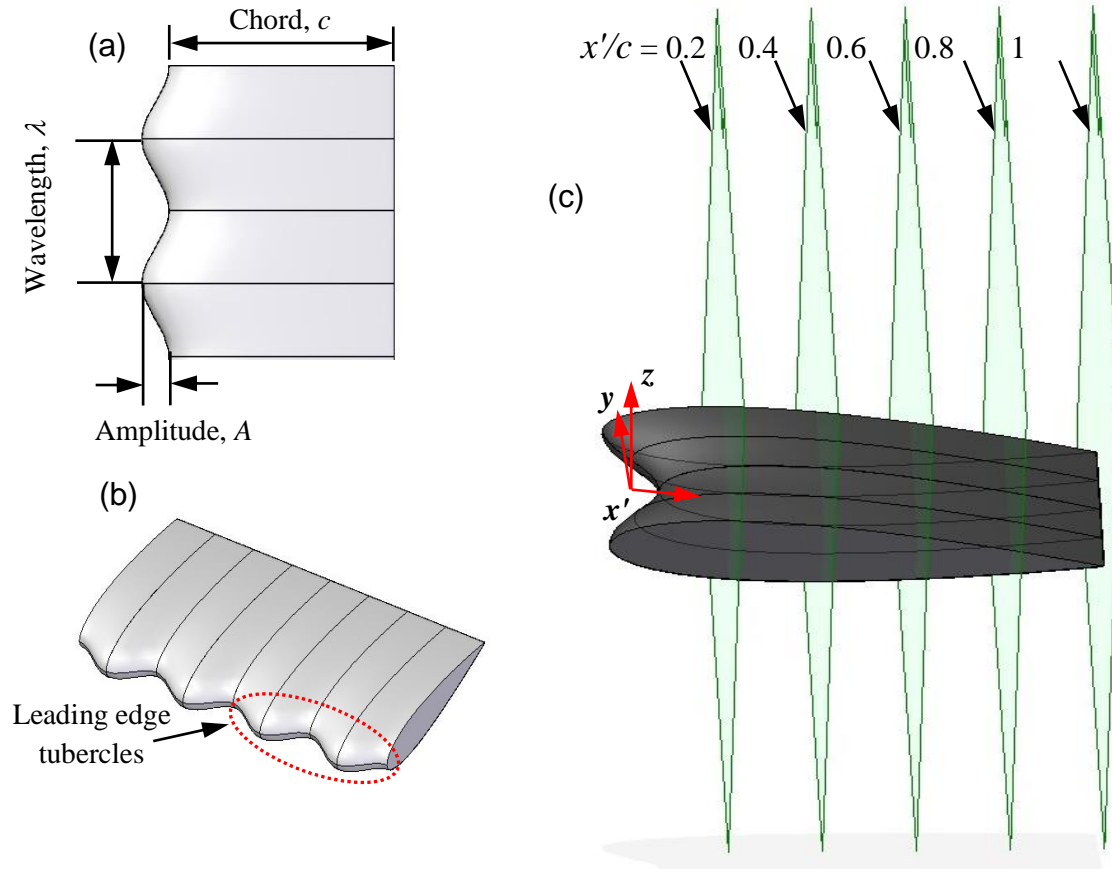 (a)
Chord, c
Wavelength, λ
Amplitude, A
(b)
Leading edge
tubercles
x'/c = 0.2 0.4 0.6 0.8 1
(c)
z
y
x'